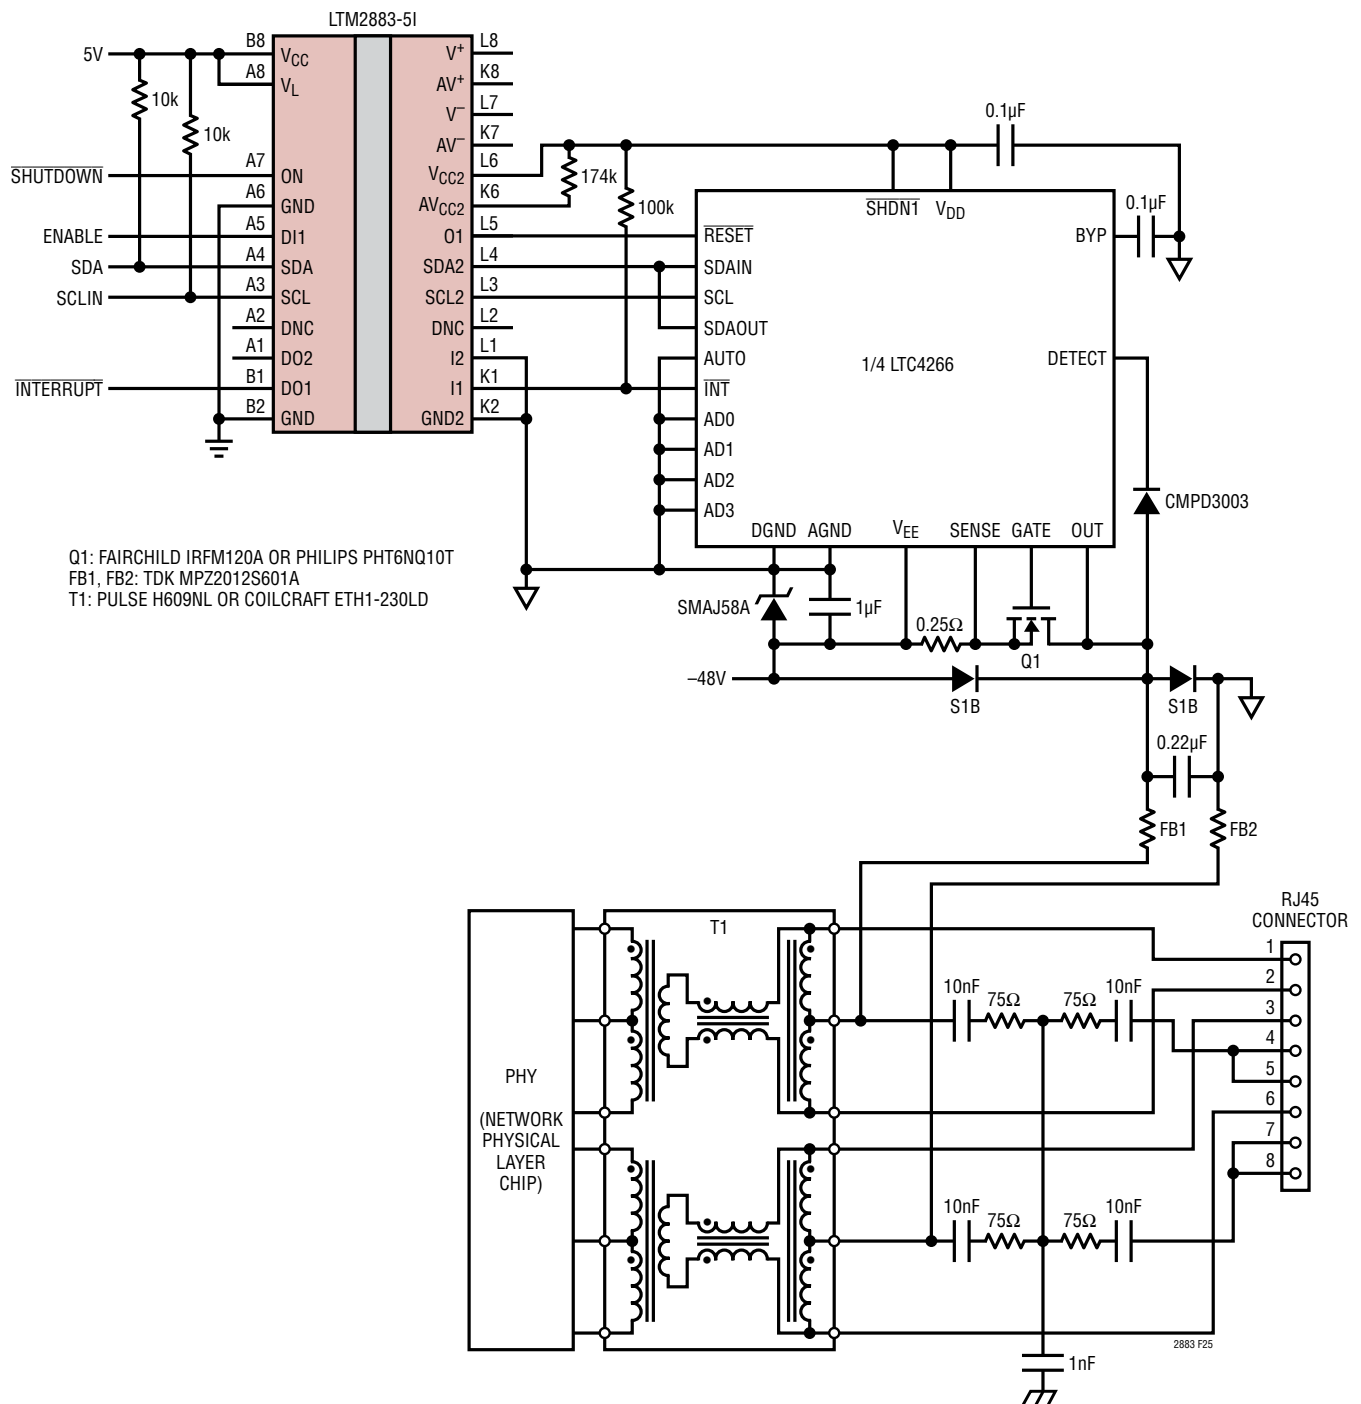 LTM2883-5I
5V
B8
VCC
A8
VL
10k
10k
SHUTDOWN
A7
ON
A6
GND
ENABLE
A5
DI1
SDA
A4
SDA
SCLIN
A3
SCL
A2
DNC
A1
DO2
INTERRUPT
B1
DO1
B2
GND
V+
L8
AV+
K8
V–
L7
AV–
K7
VCC2
L6
AVCC2
K6
O1
L5
SDA2
L4
SCL2
L3
DNC
L2
I2
L1
I1
K1
GND2
K2
174k
100k
0.1µF
0.1µF
SHDN1
VDD
BYP
RESET
SDAIN
SCL
SDAOUT
AUTO
INT
AD0
AD1
AD2
AD3
1/4 LTC4266
DETECT
DGND
AGND
VEE
SENSE
GATE
OUT
CMPD3003
Q1: FAIRCHILD IRFM120A OR PHILIPS PHT6NQ10T
FB1, FB2: TDK MPZ2012S601A
T1: PULSE H609NL OR COILCRAFT ETH1-230LD
SMAJ58A
1µF
0.25Ω
Q1
–48V
S1B
S1B
0.22µF
FB1
FB2
PHY
(NETWORK
PHYSICAL
LAYER
CHIP)
T1
RJ45
CONNECTOR
1
2
3
4
5
6
7
8
10nF
75Ω
75Ω
10nF
10nF
75Ω
75Ω
10nF
1nF
2883 F25